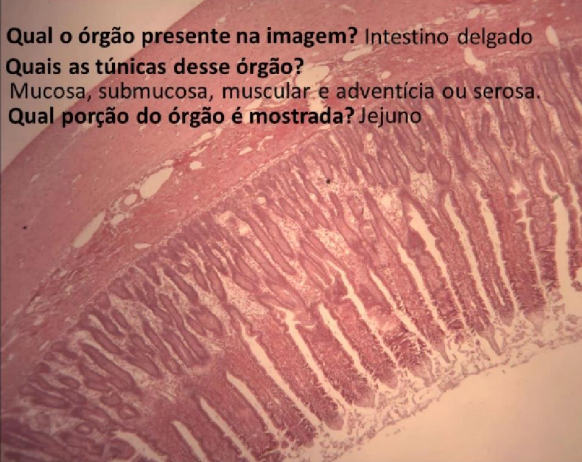 Qual o órgão presente na imagem? Intestino delgado
Quais as túnicas desse órgão?
Mucosa, submucosa, muscular e adventícia ou serosa.
Qual porção do órgão é mostrada? Jejuno